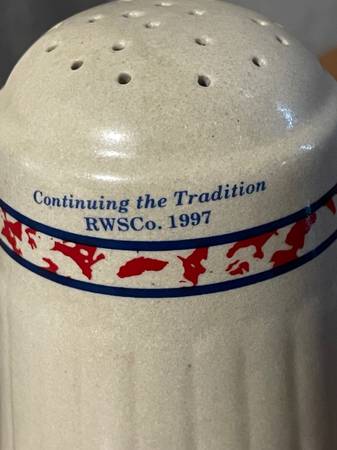 Continuing the Tradition
RWSCo. 1997